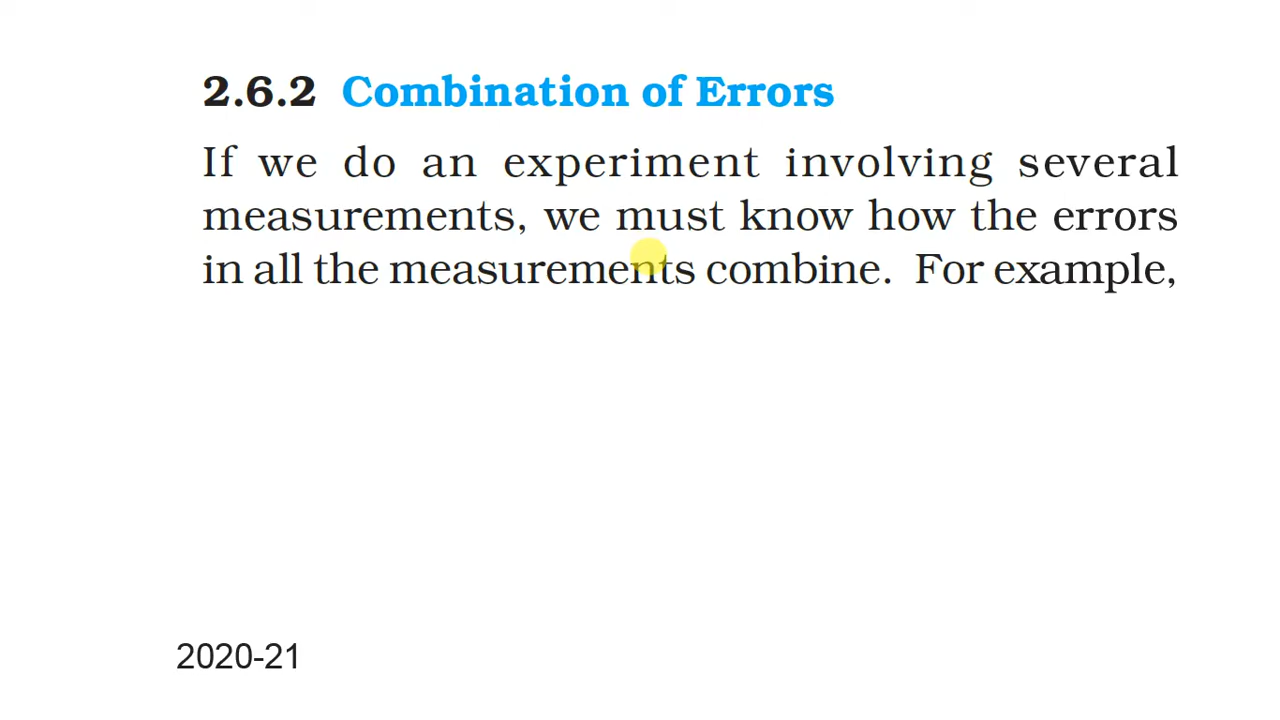 2.6.2 Combination of Errors
If we do an experiment involving several
measurements, we must know how the errors
in all the measurements combine. For example,
2020-21